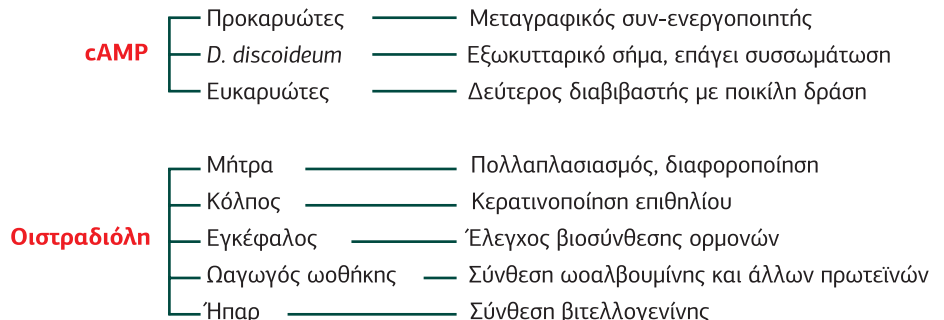 Προκαρυώτες Μεταγραφικός συν-ενεργοποιητής
cAMP D. discoideum Εξωκυτταρικό σήμα, επάγει συσσωμάτωση
Ευκαρυώτες Δεύτερος διαβιβαστής με ποικίλη δράση
Μήτρα Πολλαπλασιασμός, διαφοροποίηση
Κόλπος Κερατινοποίηση επιθηλίου
Οιστραδιόλη Εγκέφαλος Έλεγχος βιοσύνθεσης ορμονών
Ωαγωγός ωοθήκης Σύνθεση ωοαλβουμίνης και άλλων πρωτεϊνών
Ήπαρ Σύνθεση βιτελλογενίνης